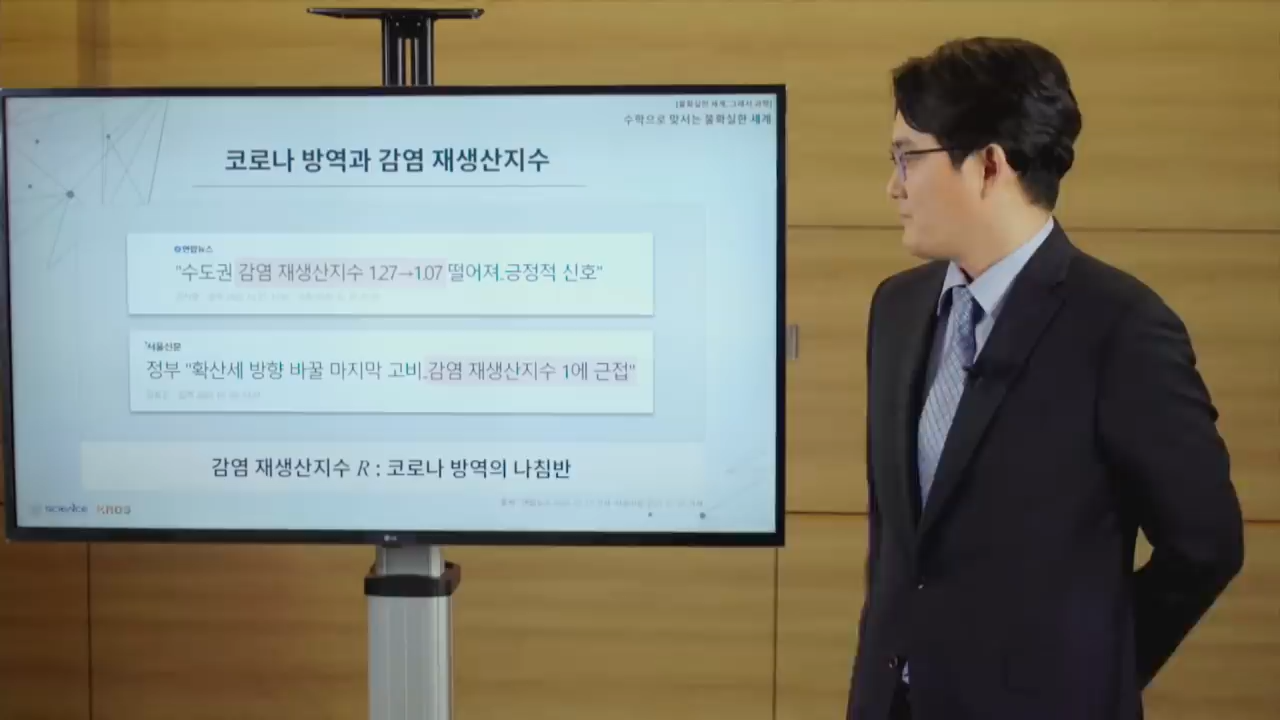 [불확실한 세계, 그래서 과학]
수학으로 맞서는 불확실한 세계
코로나 방역과 감염 재생산지수
연합뉴스
"수도권 감염 재생산지수 1.27→1.07 떨어져..긍정적 신호"
서울신문
정부 "확산세 방향 바꿀 마지막 고비..감염 재생산지수 1에 근접"
감염 재생산지수 R : 코로나 방역의 나침반
science KAOS
LG